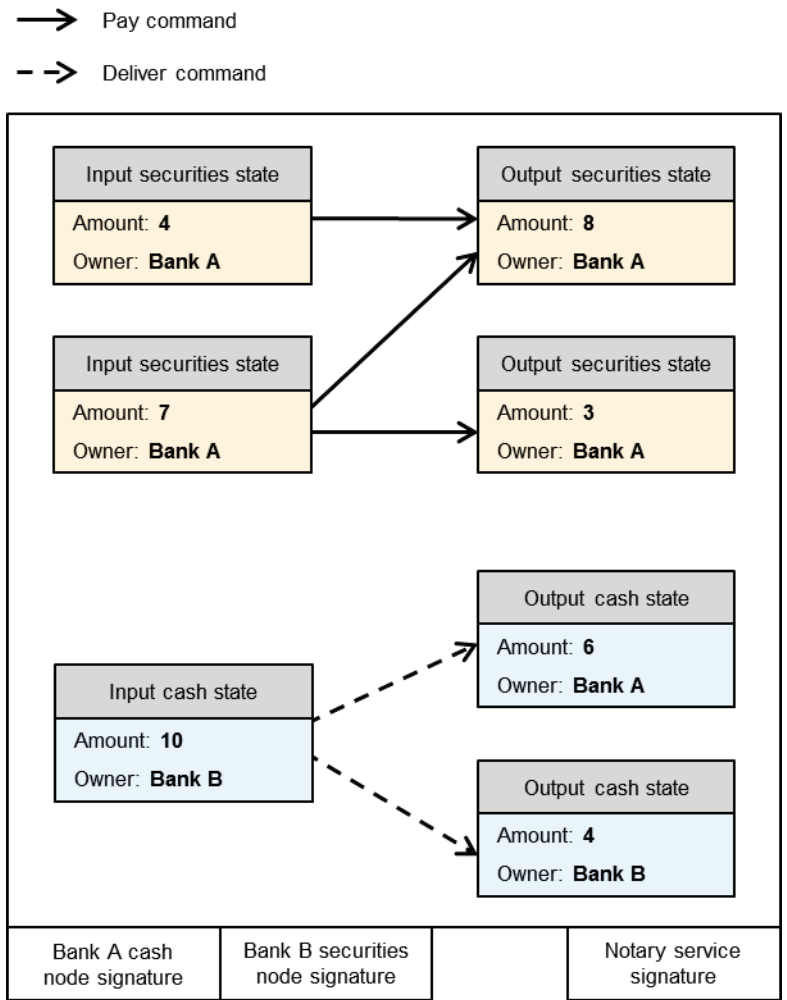 Pay command
Deliver command
Input securities state
Amount: 4
Owner: Bank A
Output securities state
Amount: 8
Owner: Bank A
Input securities state
Amount: 7
Owner: Bank A
Output securities state
Amount: 3
Owner: Bank A
Output cash state
Amount: 6
Owner: Bank A
Input cash state
Amount: 10
Owner: Bank B
Output cash state
Amount: 4
Owner: Bank B
Bank A cash
node signature
Bank B securities
node signature
Notary service
signature